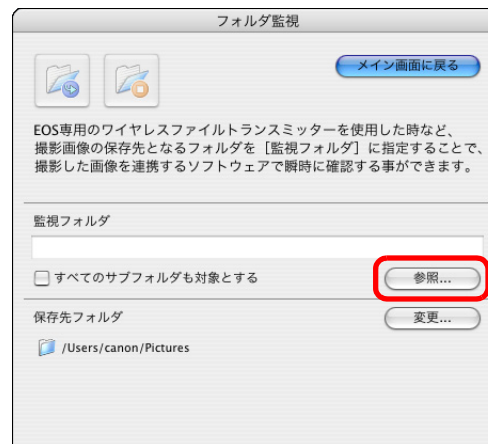 フォルダ監視
メイン画面に戻る
EOS専用のワイヤレスファイルトランスミッターを使用した時など、
撮影画像の保存先となるフォルダを［監視フォルダ］に指定することで、
撮影した画像を連携するソフトウェアで瞬時に確認する事ができます。
監視フォルダ
すべてのサブフォルダも対象とする
参照...
保存先フォルダ
変更...
/Users/canon/Pictures